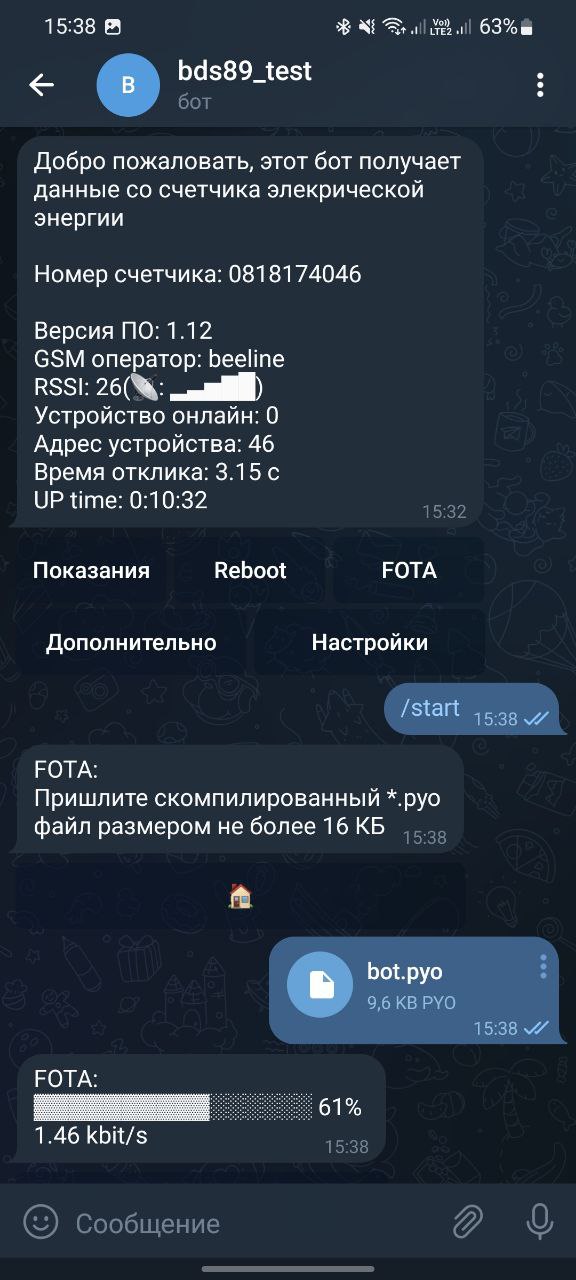 15:38
Vo))
LTE2
63%
B
bds89_test
бот
Добро пожаловать, этот бот получает
данные со счетчика элекрической
энергии
Номер счетчика: 0818174046
Версия ПО: 1.12
GSM оператор: beeline
RSSI: 26(📡: ▁▂▃▄▅▆▇█)
Устройство онлайн: 0
Адрес устройства: 46
Время отклика: 3.15 с
UP time: 0:10:32
15:32
Показания
Reboot
FOTA
Дополнительно
Настройки
/start
15:38
FOTA:
Пришлите скомпилированный *.pyo
файл размером не более 16 КБ
15:38
bot.pyo
9,6 KB PYO
15:38
FOTA:
61%
1.46 kbit/s
15:38
Сообщение